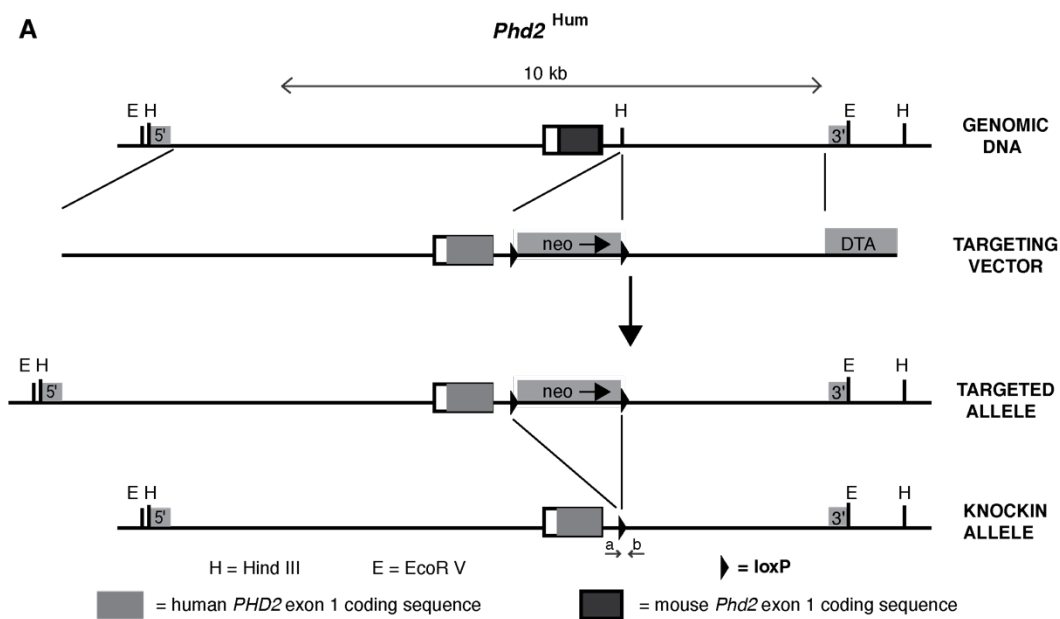 A
Phd2 Hum
10 kb
E H H E H
5' 3'
GENOMIC
DNA
neo DTA
TARGETING
VECTOR
E H E H
5' neo 3'
TARGETED
ALLELE
E H E H
5' 3'
KNOCKIN
ALLELE
a b
H = Hind III E = EcoR V = loxP
= human PHD2 exon 1 coding sequence = mouse Phd2 exon 1 coding sequence